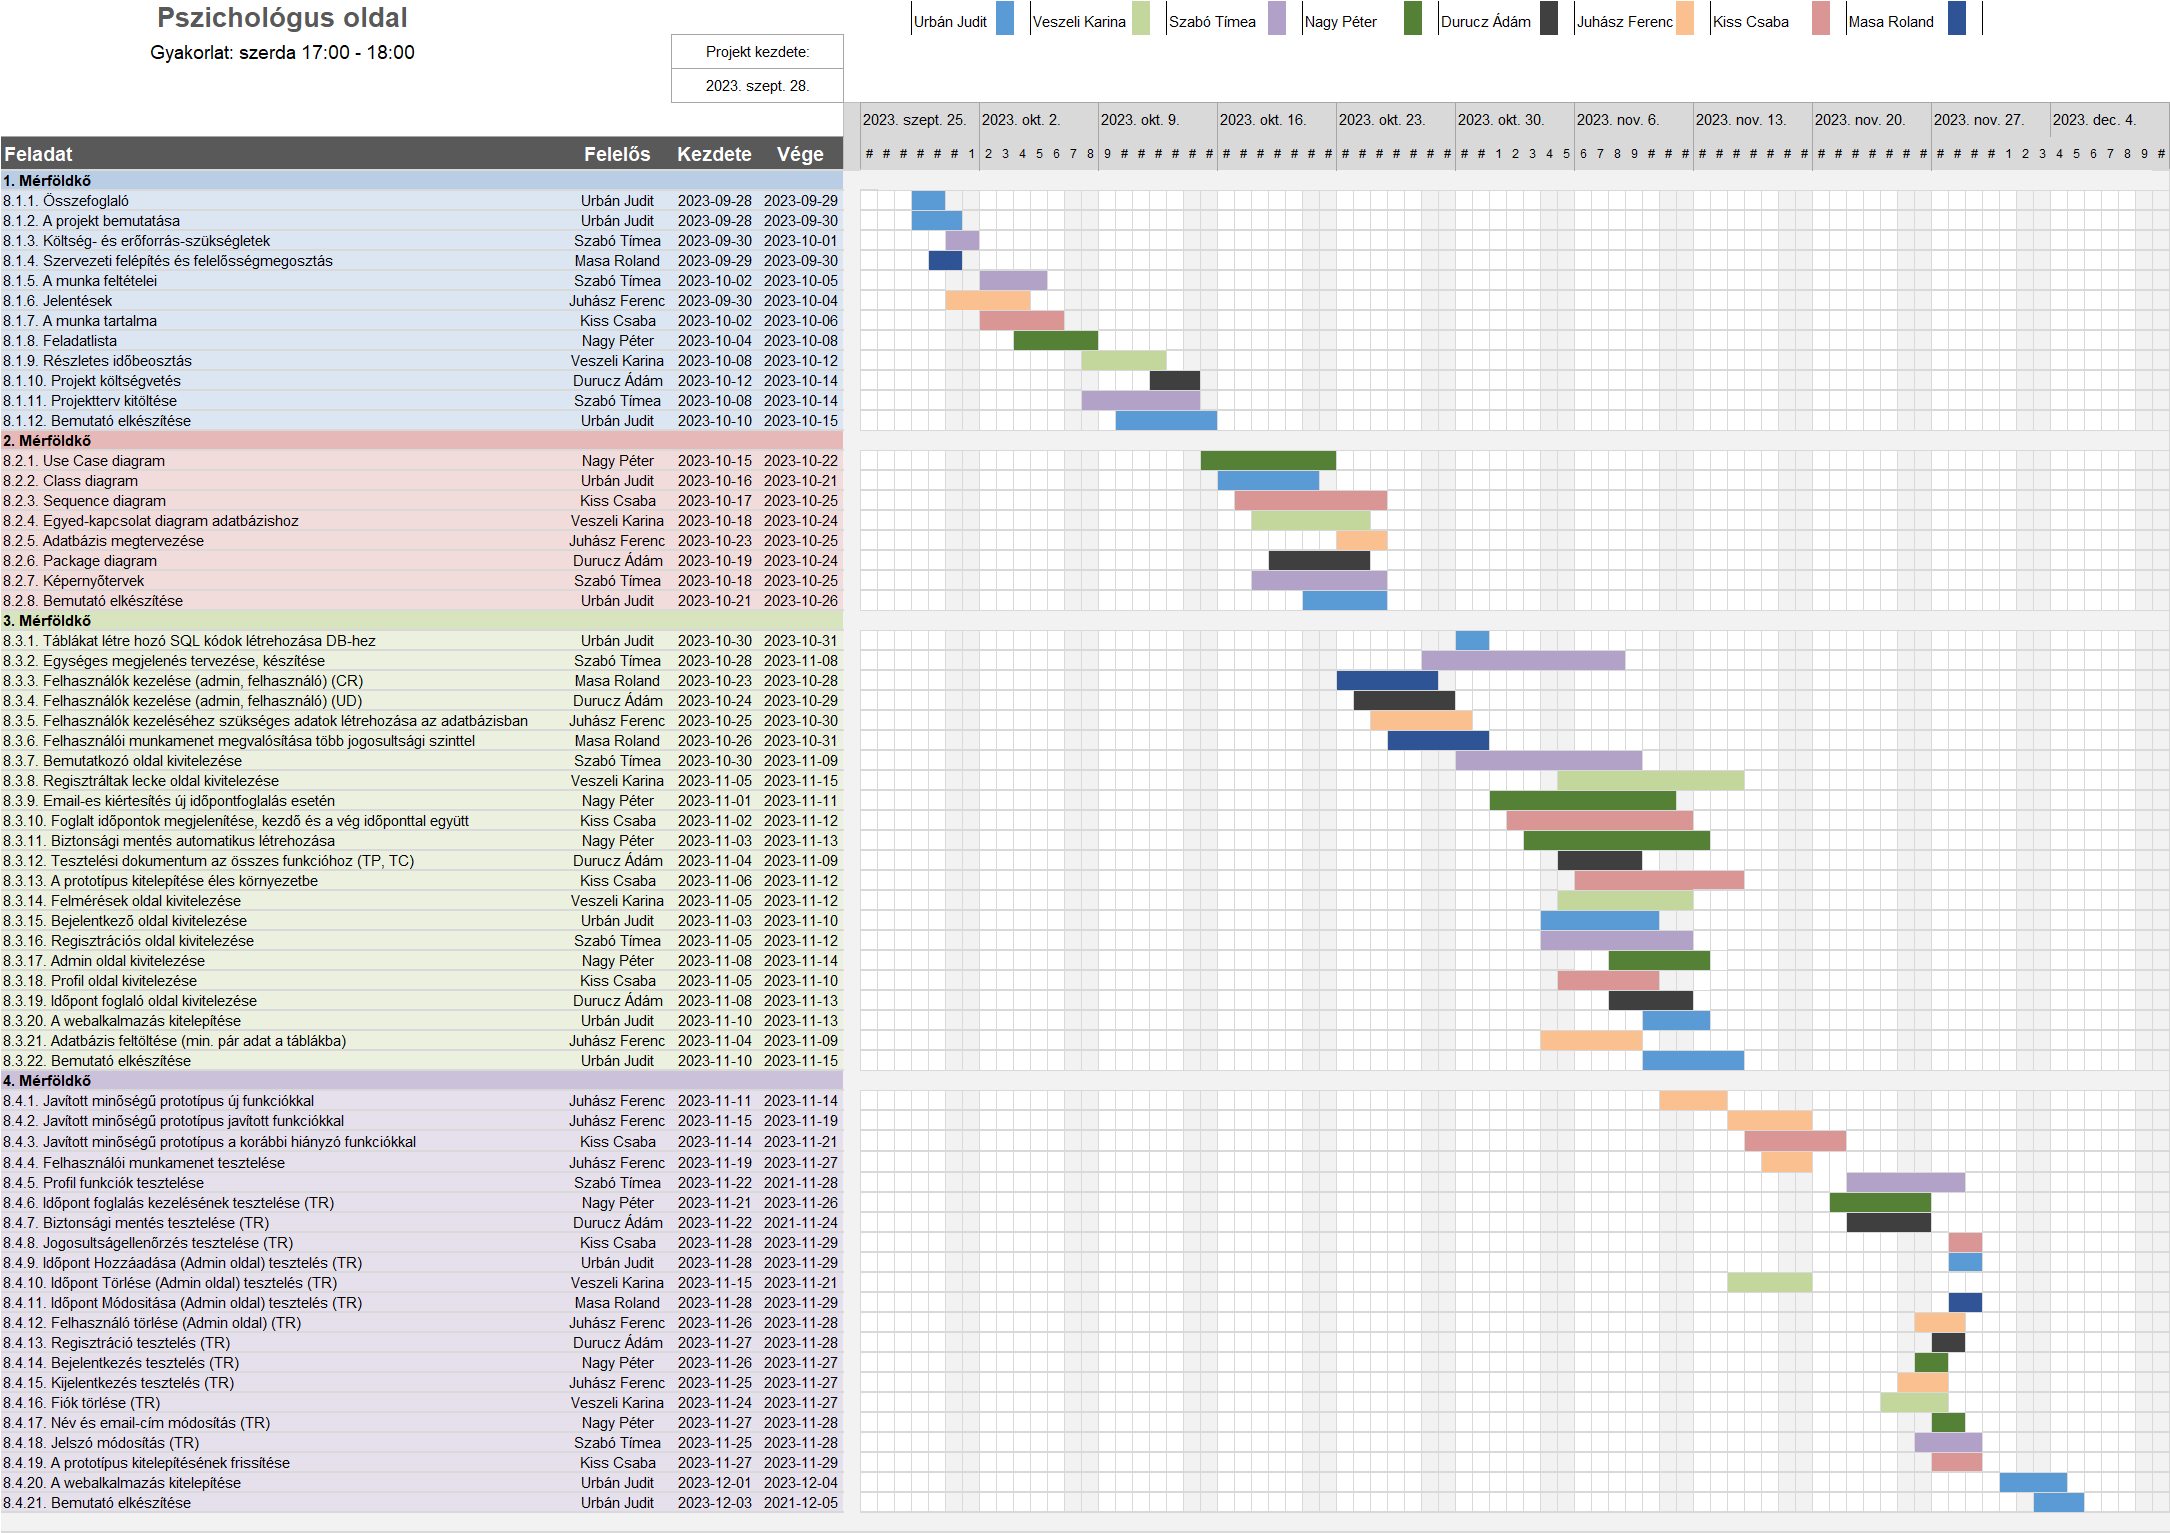 Pszichológus oldal
Gyakorlat: szerda 17:00 - 18:00
Urbán Judit Veszeli Karina Szabó Tímea Nagy Péter Durucz Ádám Juhász Ferenc Kiss Csaba Masa Roland
Projekt kezdete:
2023. szept. 28.
2023. szept. 25. 2023. okt. 2. 2023. okt. 9. 2023. okt. 16. 2023. okt. 23. 2023. okt. 30. 2023. nov. 6. 2023. nov. 13. 2023. nov. 20. 2023. nov. 27. 2023. dec. 4.
Feladat Felelős Kezdete Vége # # # # # # 1 2 3 4 5 6 7 8 9 # # # # # # # # # # # # # # # # # # # # # # 1 2 3 4 5 6 7 8 9 # # # # # # # # # # # # # # # # # # # # # 1 2 3 4 5 6 7 8 9 #
1. Mérföldkő
8.1.1. Összefoglaló Urbán Judit 2023-09-28 2023-09-29
8.1.2. A projekt bemutatása Urbán Judit 2023-09-28 2023-09-30
8.1.3. Költség- és erőforrás-szükségletek Szabó Tímea 2023-09-30 2023-10-01
8.1.4. Szervezeti felépítés és felelősségmegosztás Masa Roland 2023-09-29 2023-09-30
8.1.5. A munka feltételei Szabó Tímea 2023-10-02 2023-10-05
8.1.6. Jelentések Juhász Ferenc 2023-09-30 2023-10-04
8.1.7. A munka tartalma Kiss Csaba 2023-10-02 2023-10-06
8.1.8. Feladatlista Nagy Péter 2023-10-04 2023-10-08
8.1.9. Részletes időbeosztás Veszeli Karina 2023-10-08 2023-10-12
8.1.10. Projekt költségvetés Durucz Ádám 2023-10-12 2023-10-14
8.1.11. Projektterv kitöltése Szabó Tímea 2023-10-08 2023-10-14
8.1.12. Bemutató elkészítése Urbán Judit 2023-10-10 2023-10-15
2. Mérföldkő
8.2.1. Use Case diagram Nagy Péter 2023-10-15 2023-10-22
8.2.2. Class diagram Urbán Judit 2023-10-16 2023-10-21
8.2.3. Sequence diagram Kiss Csaba 2023-10-17 2023-10-25
8.2.4. Egyed-kapcsolat diagram adatbázishoz Veszeli Karina 2023-10-18 2023-10-24
8.2.5. Adatbázis megtervezése Juhász Ferenc 2023-10-23 2023-10-25
8.2.6. Package diagram Durucz Ádám 2023-10-19 2023-10-24
8.2.7. Képernyőtervek Szabó Tímea 2023-10-18 2023-10-25
8.2.8. Bemutató elkészítése Urbán Judit 2023-10-21 2023-10-26
3. Mérföldkő
8.3.1. Táblákat létre hozó SQL kódok létrehozása DB-hez Urbán Judit 2023-10-30 2023-10-31
8.3.2. Egységes megjelenés tervezése, készítése Szabó Tímea 2023-10-28 2023-11-08
8.3.3. Felhasználók kezelése (admin, felhasználó) (CR) Masa Roland 2023-10-23 2023-10-28
8.3.4. Felhasználók kezelése (admin, felhasználó) (UD) Durucz Ádám 2023-10-24 2023-10-29
8.3.5. Felhasználók kezeléséhez szükséges adatok létrehozása az adatbázisban Juhász Ferenc 2023-10-25 2023-10-30
8.3.6. Felhasználói munkamenet megvalósítása több jogosultsági szinttel Masa Roland 2023-10-26 2023-10-31
8.3.7. Bemutatkozó oldal kivitelezése Szabó Tímea 2023-10-30 2023-11-09
8.3.8. Regisztráltak lecke oldal kivitelezése Veszeli Karina 2023-11-05 2023-11-15
8.3.9. Email-es kiértesítés új időpontfoglalás esetén Nagy Péter 2023-11-01 2023-11-11
8.3.10. Foglalt időpontok megjelenítése, kezdő és a vég időponttal együtt Kiss Csaba 2023-11-02 2023-11-12
8.3.11. Biztonsági mentés automatikus létrehozása Nagy Péter 2023-11-03 2023-11-13
8.3.12. Tesztelési dokumentum az összes funkcióhoz (TP, TC) Durucz Ádám 2023-11-04 2023-11-09
8.3.13. A prototípus kitelepítése éles környezetbe Kiss Csaba 2023-11-06 2023-11-12
8.3.14. Felmérések oldal kivitelezése Veszeli Karina 2023-11-05 2023-11-12
8.3.15. Bejelentkező oldal kivitelezése Urbán Judit 2023-11-03 2023-11-10
8.3.16. Regisztrációs oldal kivitelezése Szabó Tímea 2023-11-05 2023-11-12
8.3.17. Admin oldal kivitelezése Nagy Péter 2023-11-08 2023-11-14
8.3.18. Profil oldal kivitelezése Kiss Csaba 2023-11-05 2023-11-10
8.3.19. Időpont foglaló oldal kivitelezése Durucz Ádám 2023-11-08 2023-11-13
8.3.20. A webalkalmazás kitelepítése Urbán Judit 2023-11-10 2023-11-13
8.3.21. Adatbázis feltöltése (min. pár adat a táblákba) Juhász Ferenc 2023-11-04 2023-11-09
8.3.22. Bemutató elkészítése Urbán Judit 2023-11-10 2023-11-15
4. Mérföldkő
8.4.1. Javított minőségű prototípus új funkciókkal Juhász Ferenc 2023-11-11 2023-11-14
8.4.2. Javított minőségű prototípus javított funkciókkal Juhász Ferenc 2023-11-15 2023-11-19
8.4.3. Javított minőségű prototípus a korábbi hiányzó funkciókkal Kiss Csaba 2023-11-14 2023-11-21
8.4.4. Felhasználói munkamenet tesztelése Juhász Ferenc 2023-11-19 2023-11-27
8.4.5. Profil funkciók tesztelése Szabó Tímea 2023-11-22 2021-11-28
8.4.6. Időpont foglalás kezelésének tesztelése (TR) Nagy Péter 2023-11-21 2023-11-26
8.4.7. Biztonsági mentés tesztelése (TR) Durucz Ádám 2023-11-22 2021-11-24
8.4.8. Jogosultságellenőrzés tesztelése (TR) Kiss Csaba 2023-11-28 2023-11-29
8.4.9. Időpont Hozzáadása (Admin oldal) tesztelés (TR) Urbán Judit 2023-11-28 2023-11-29
8.4.10. Időpont Törlése (Admin oldal) tesztelés (TR) Veszeli Karina 2023-11-15 2023-11-21
8.4.11. Időpont Módositása (Admin oldal) tesztelés (TR) Masa Roland 2023-11-28 2023-11-29
8.4.12. Felhasználó törlése (Admin oldal) (TR) Juhász Ferenc 2023-11-26 2023-11-28
8.4.13. Regisztráció tesztelés (TR) Durucz Ádám 2023-11-27 2023-11-28
8.4.14. Bejelentkezés tesztelés (TR) Nagy Péter 2023-11-26 2023-11-27
8.4.15. Kijelentkezés tesztelés (TR) Juhász Ferenc 2023-11-25 2023-11-27
8.4.16. Fiók törlése (TR) Veszeli Karina 2023-11-24 2023-11-27
8.4.17. Név és email-cím módosítás (TR) Nagy Péter 2023-11-27 2023-11-28
8.4.18. Jelszó módosítás (TR) Szabó Tímea 2023-11-25 2023-11-28
8.4.19. A prototípus kitelepítésének frissítése Kiss Csaba 2023-11-27 2023-11-29
8.4.20. A webalkalmazás kitelepítése Urbán Judit 2023-12-01 2023-12-04
8.4.21. Bemutató elkészítése Urbán Judit 2023-12-03 2021-12-05